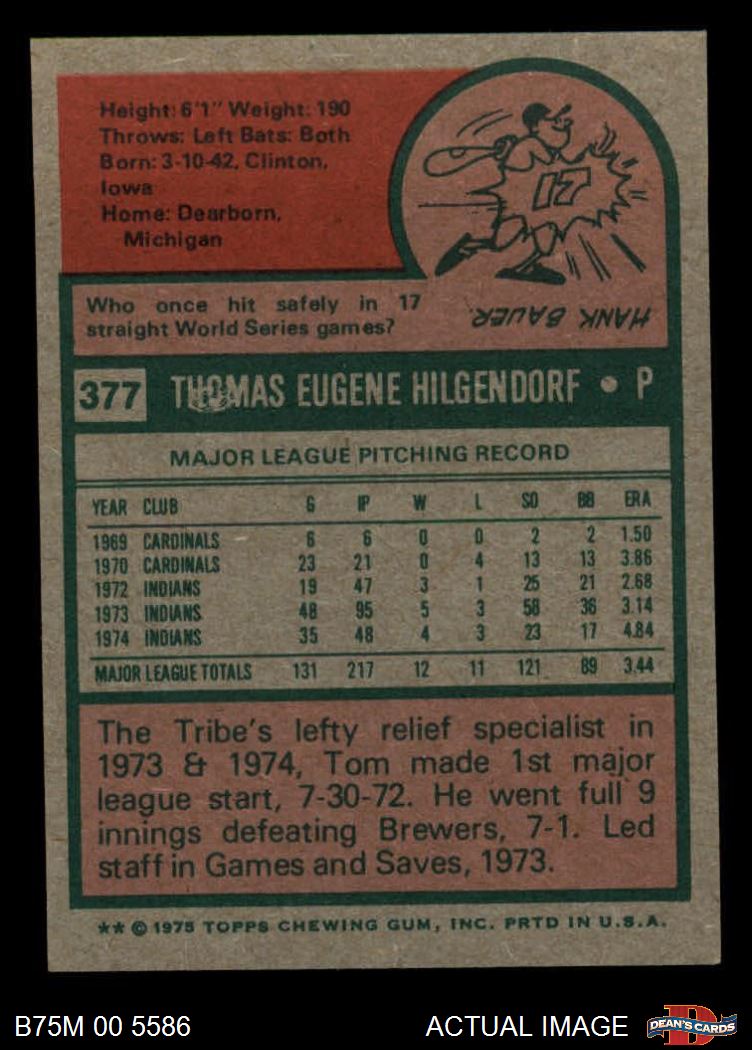 Height: 6'1" Weight: 190
Throws: Left Bats: Both
Born: 3-10-42, Clinton,
Iowa
Home: Dearborn,
Michigan
17
Who once hit safely in 17
straight World Series games?
HANK BAUER.
377 THOMAS EUGENE HILGENDORF • P
MAJOR LEAGUE PITCHING RECORD
YEAR CLUB G IP W L SO BB ERA
1969 CARDINALS 6 6 0 0 2 2 1.50
1970 CARDINALS 23 21 0 4 13 13 3.86
1972 INDIANS 19 47 3 1 25 21 2.68
1973 INDIANS 48 95 5 3 58 36 3.14
1974 INDIANS 35 48 4 3 23 17 4.84
MAJOR LEAGUE TOTALS 131 217 12 11 121 89 3.44
The Tribe's lefty relief specialist in
1973 & 1974, Tom made 1st major
league start, 7-30-72. He went full 9
innings defeating Brewers, 7-1. Led
staff in Games and Saves, 1973.
** © 1975 TOPPS CHEWING GUM, INC. PRTD IN U.S.A.
B75M 00 5586 ACTUAL IMAGE
D
DEAN'S CARDS